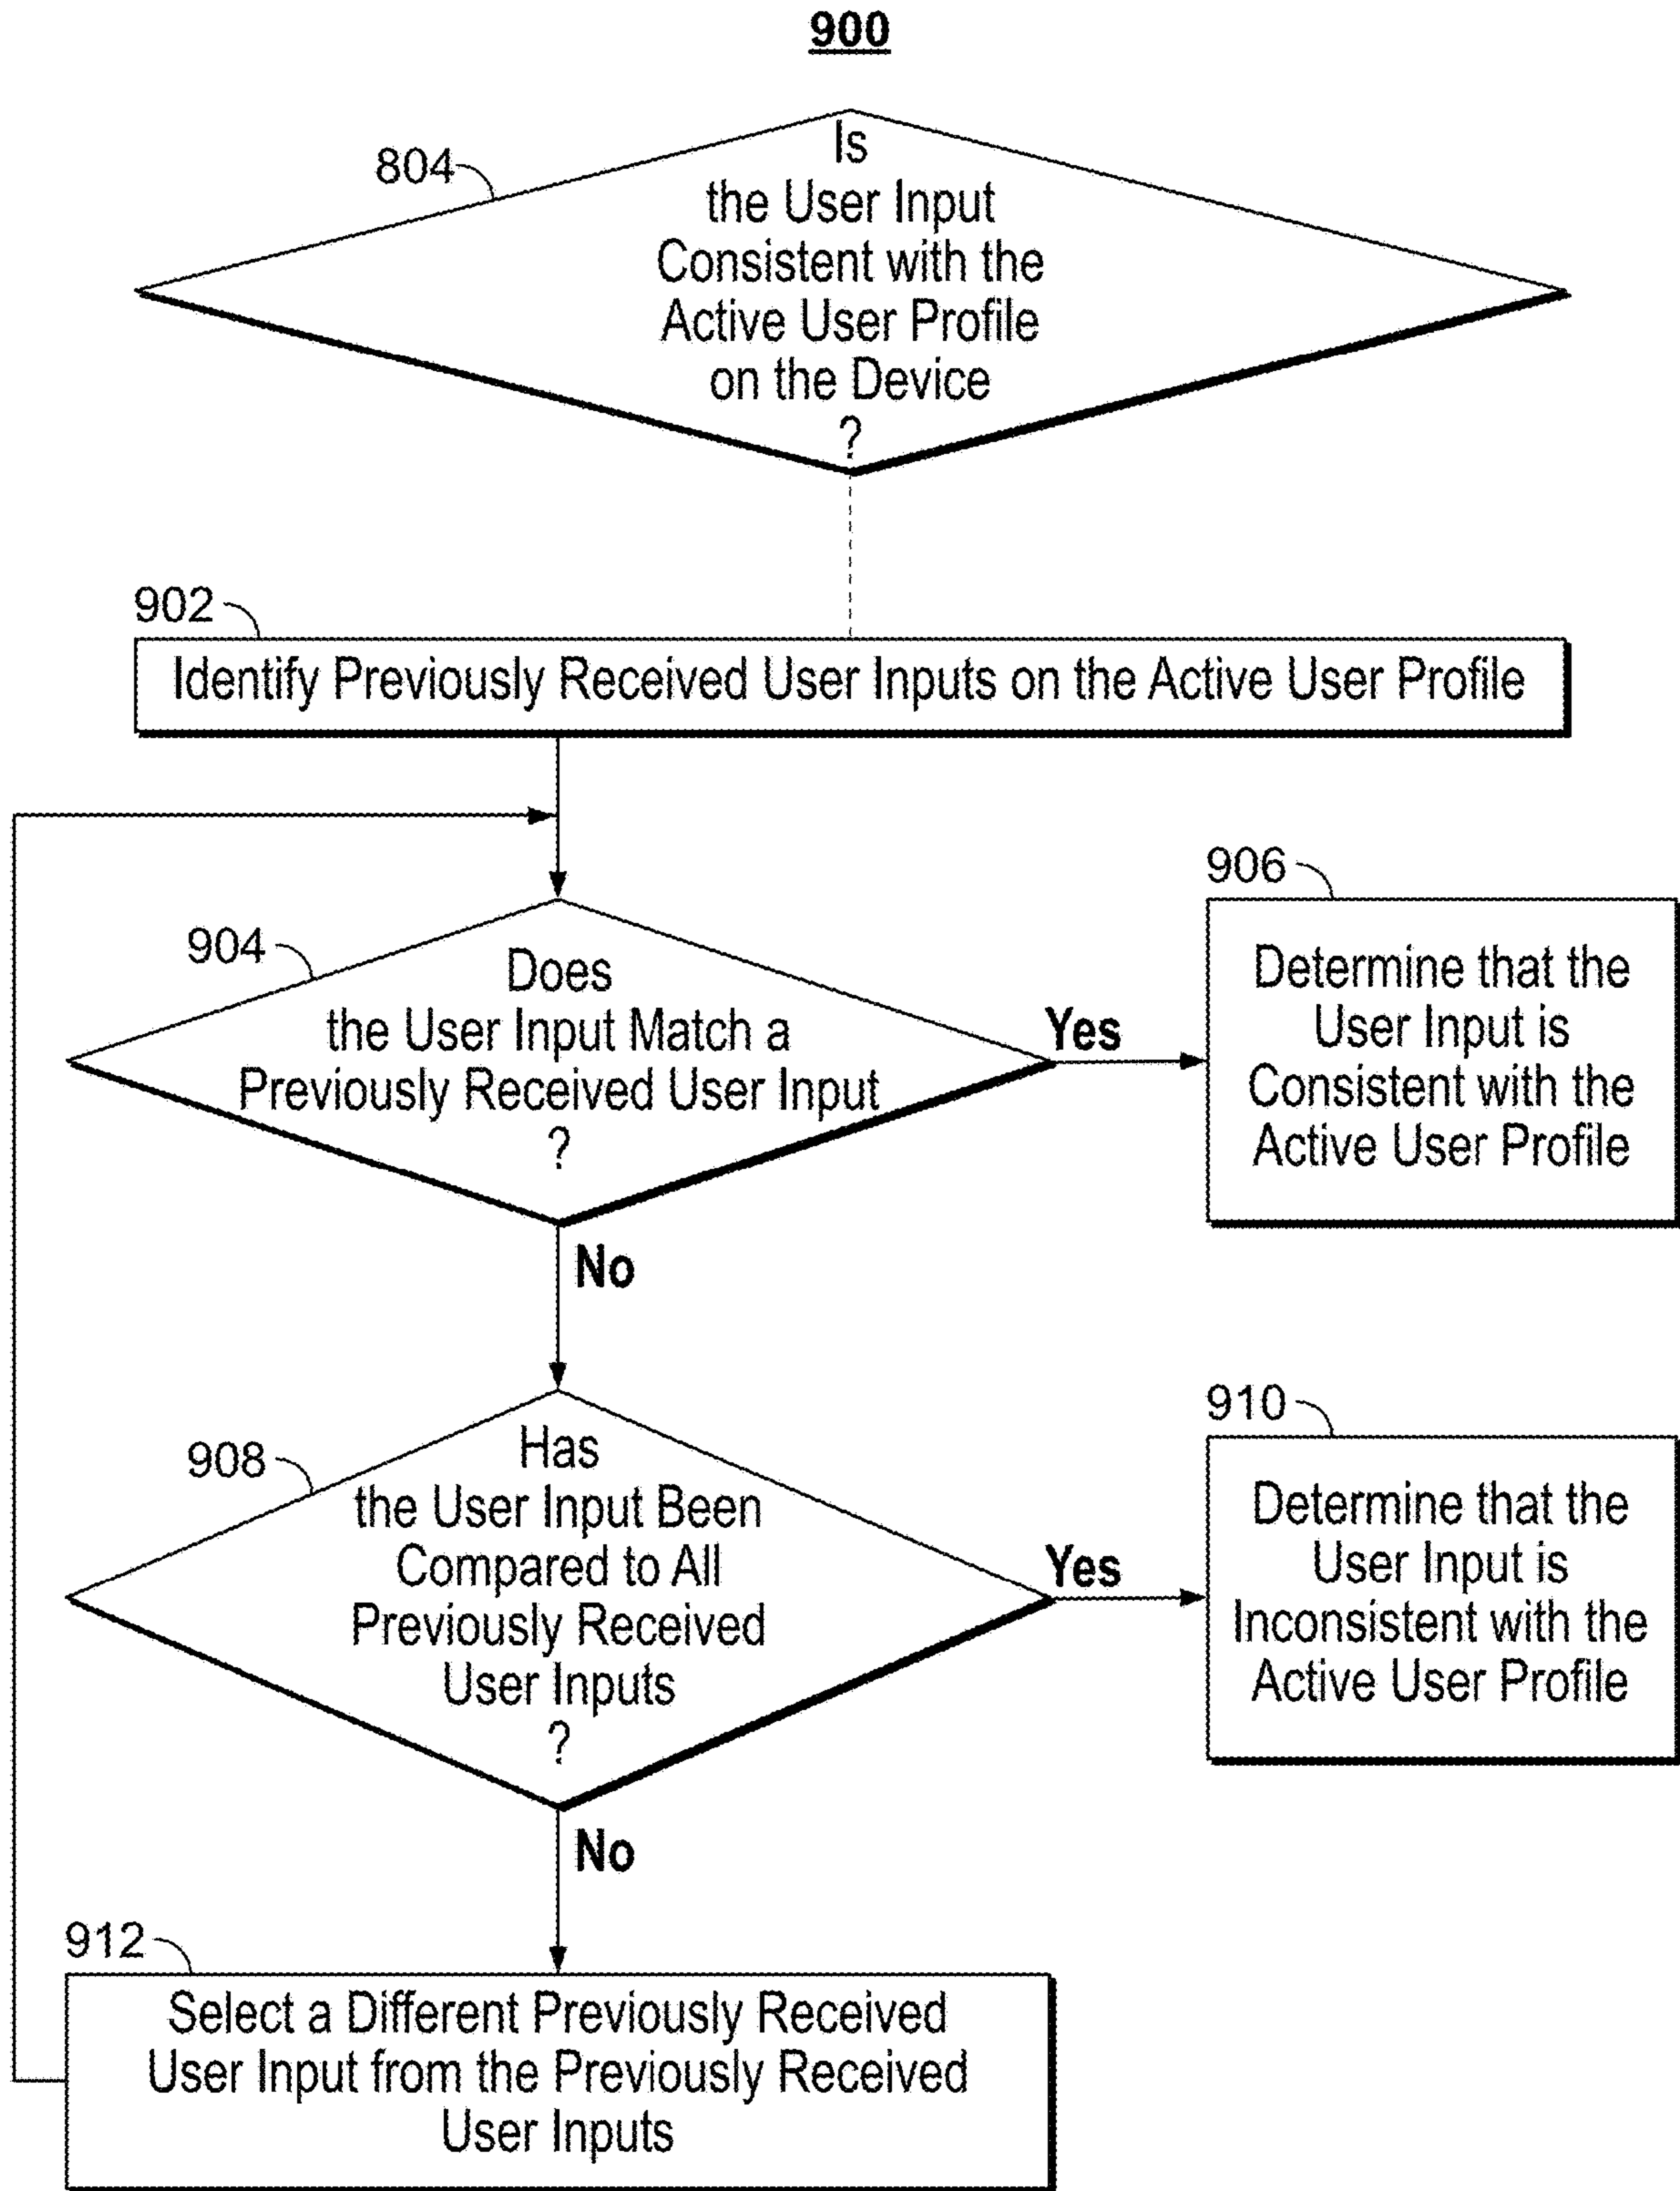 900
804
Is
the User Input
Consistent with the
Active User Profile
on the Device
?
902
Identify Previously Received User Inputs on the Active User Profile
904
Does
the User Input Match a
Previously Received User Input
?
Yes
906
Determine that the
User Input is
Consistent with the
Active User Profile
No
908
Has
the User Input Been
Compared to All
Previously Received
User Inputs
?
Yes
910
Determine that the
User Input is
Inconsistent with the
Active User Profile
No
912
Select a Different Previously Received
User Input from the Previously Received
User Inputs